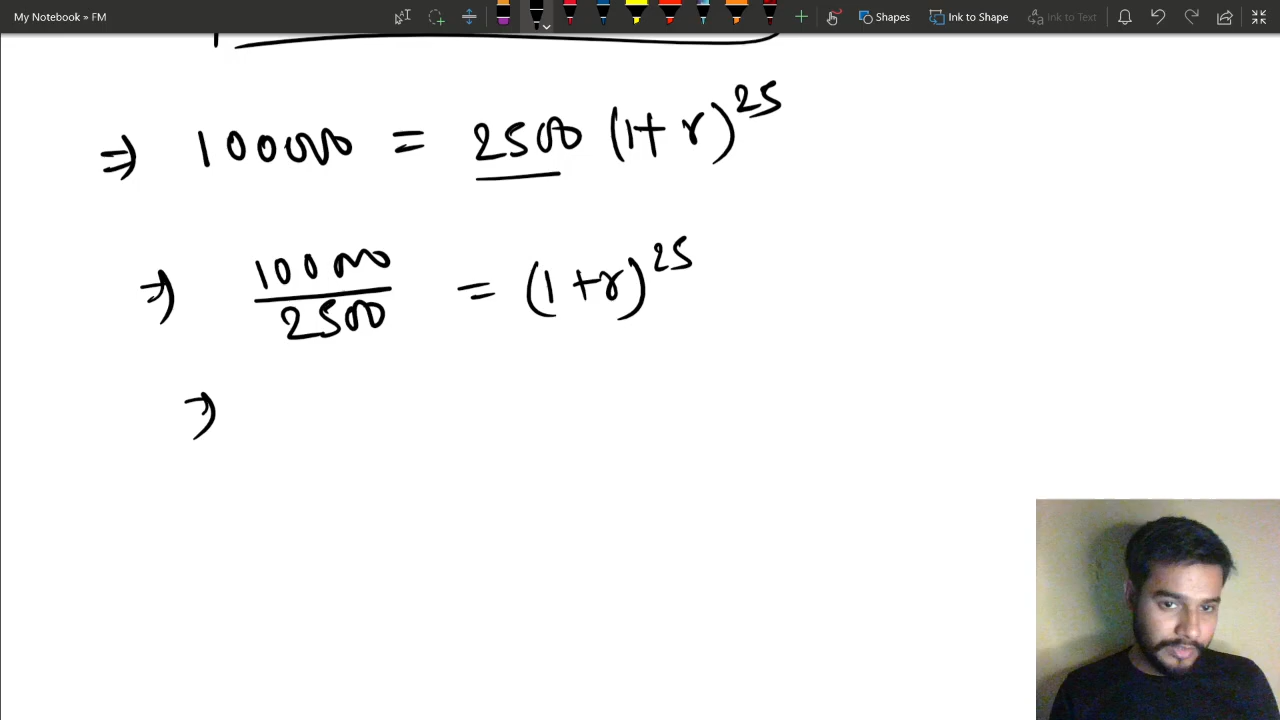 My Notebook » FM
Shapes
Ink to Shape
Ink to Text
⇒ 100000 = 2500 (1+r)^25
⇒ 100000/2500 = (1+r)^25
⇒